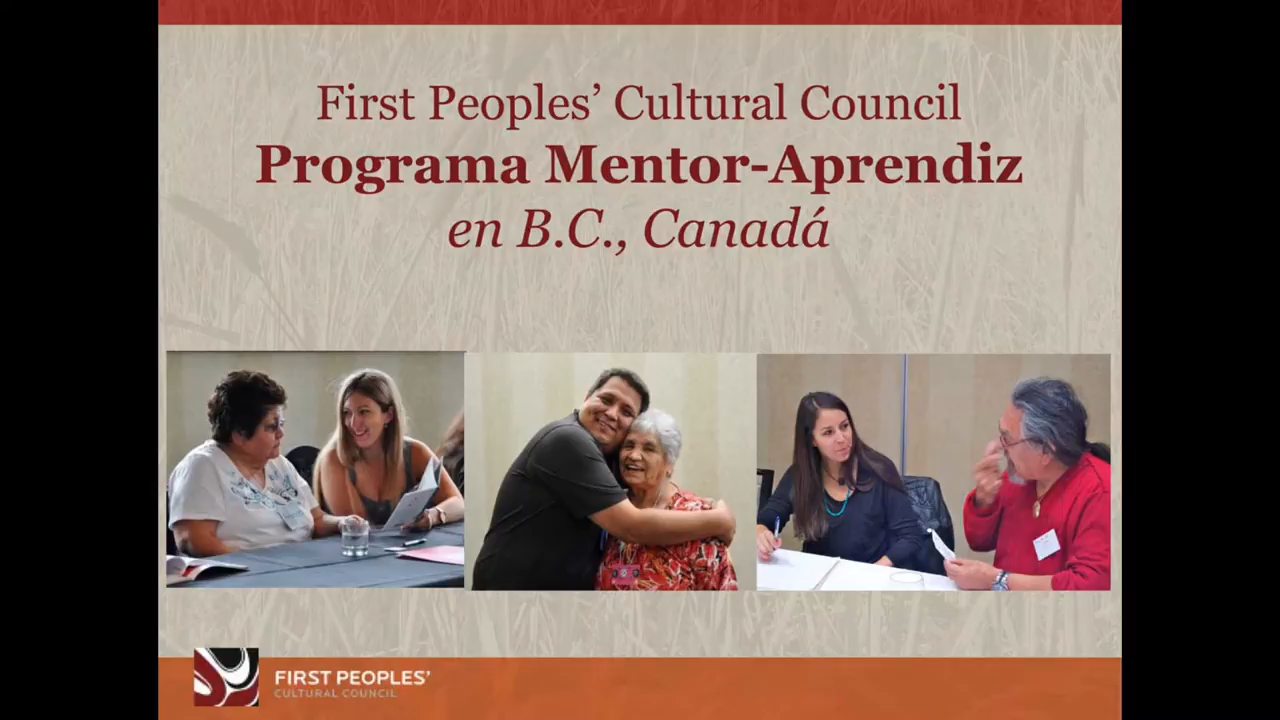 First Peoples’ Cultural Council
Programa Mentor-Aprendiz
en B.C., Canadá
FIRST PEOPLES’
CULTURAL COUNCIL